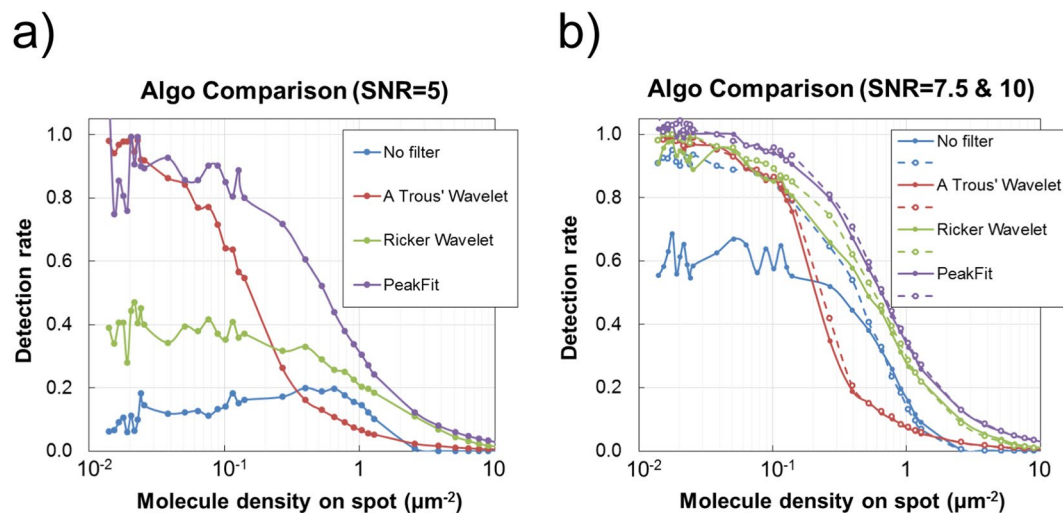 a)
Algo Comparison (SNR=5)
Detection rate
1.0
0.8
0.6
0.4
0.2
0.0
10-2
10-1
1
10
Molecule density on spot (µm-2)
No filter
A Trous' Wavelet
Ricker Wavelet
PeakFit
b)
Algo Comparison (SNR=7.5 & 10)
Detection rate
1.0
0.8
0.6
0.4
0.2
0.0
10-2
10-1
1
10
Molecule density on spot (µm-2)
No filter
A Trous' Wavelet
Ricker Wavelet
PeakFit